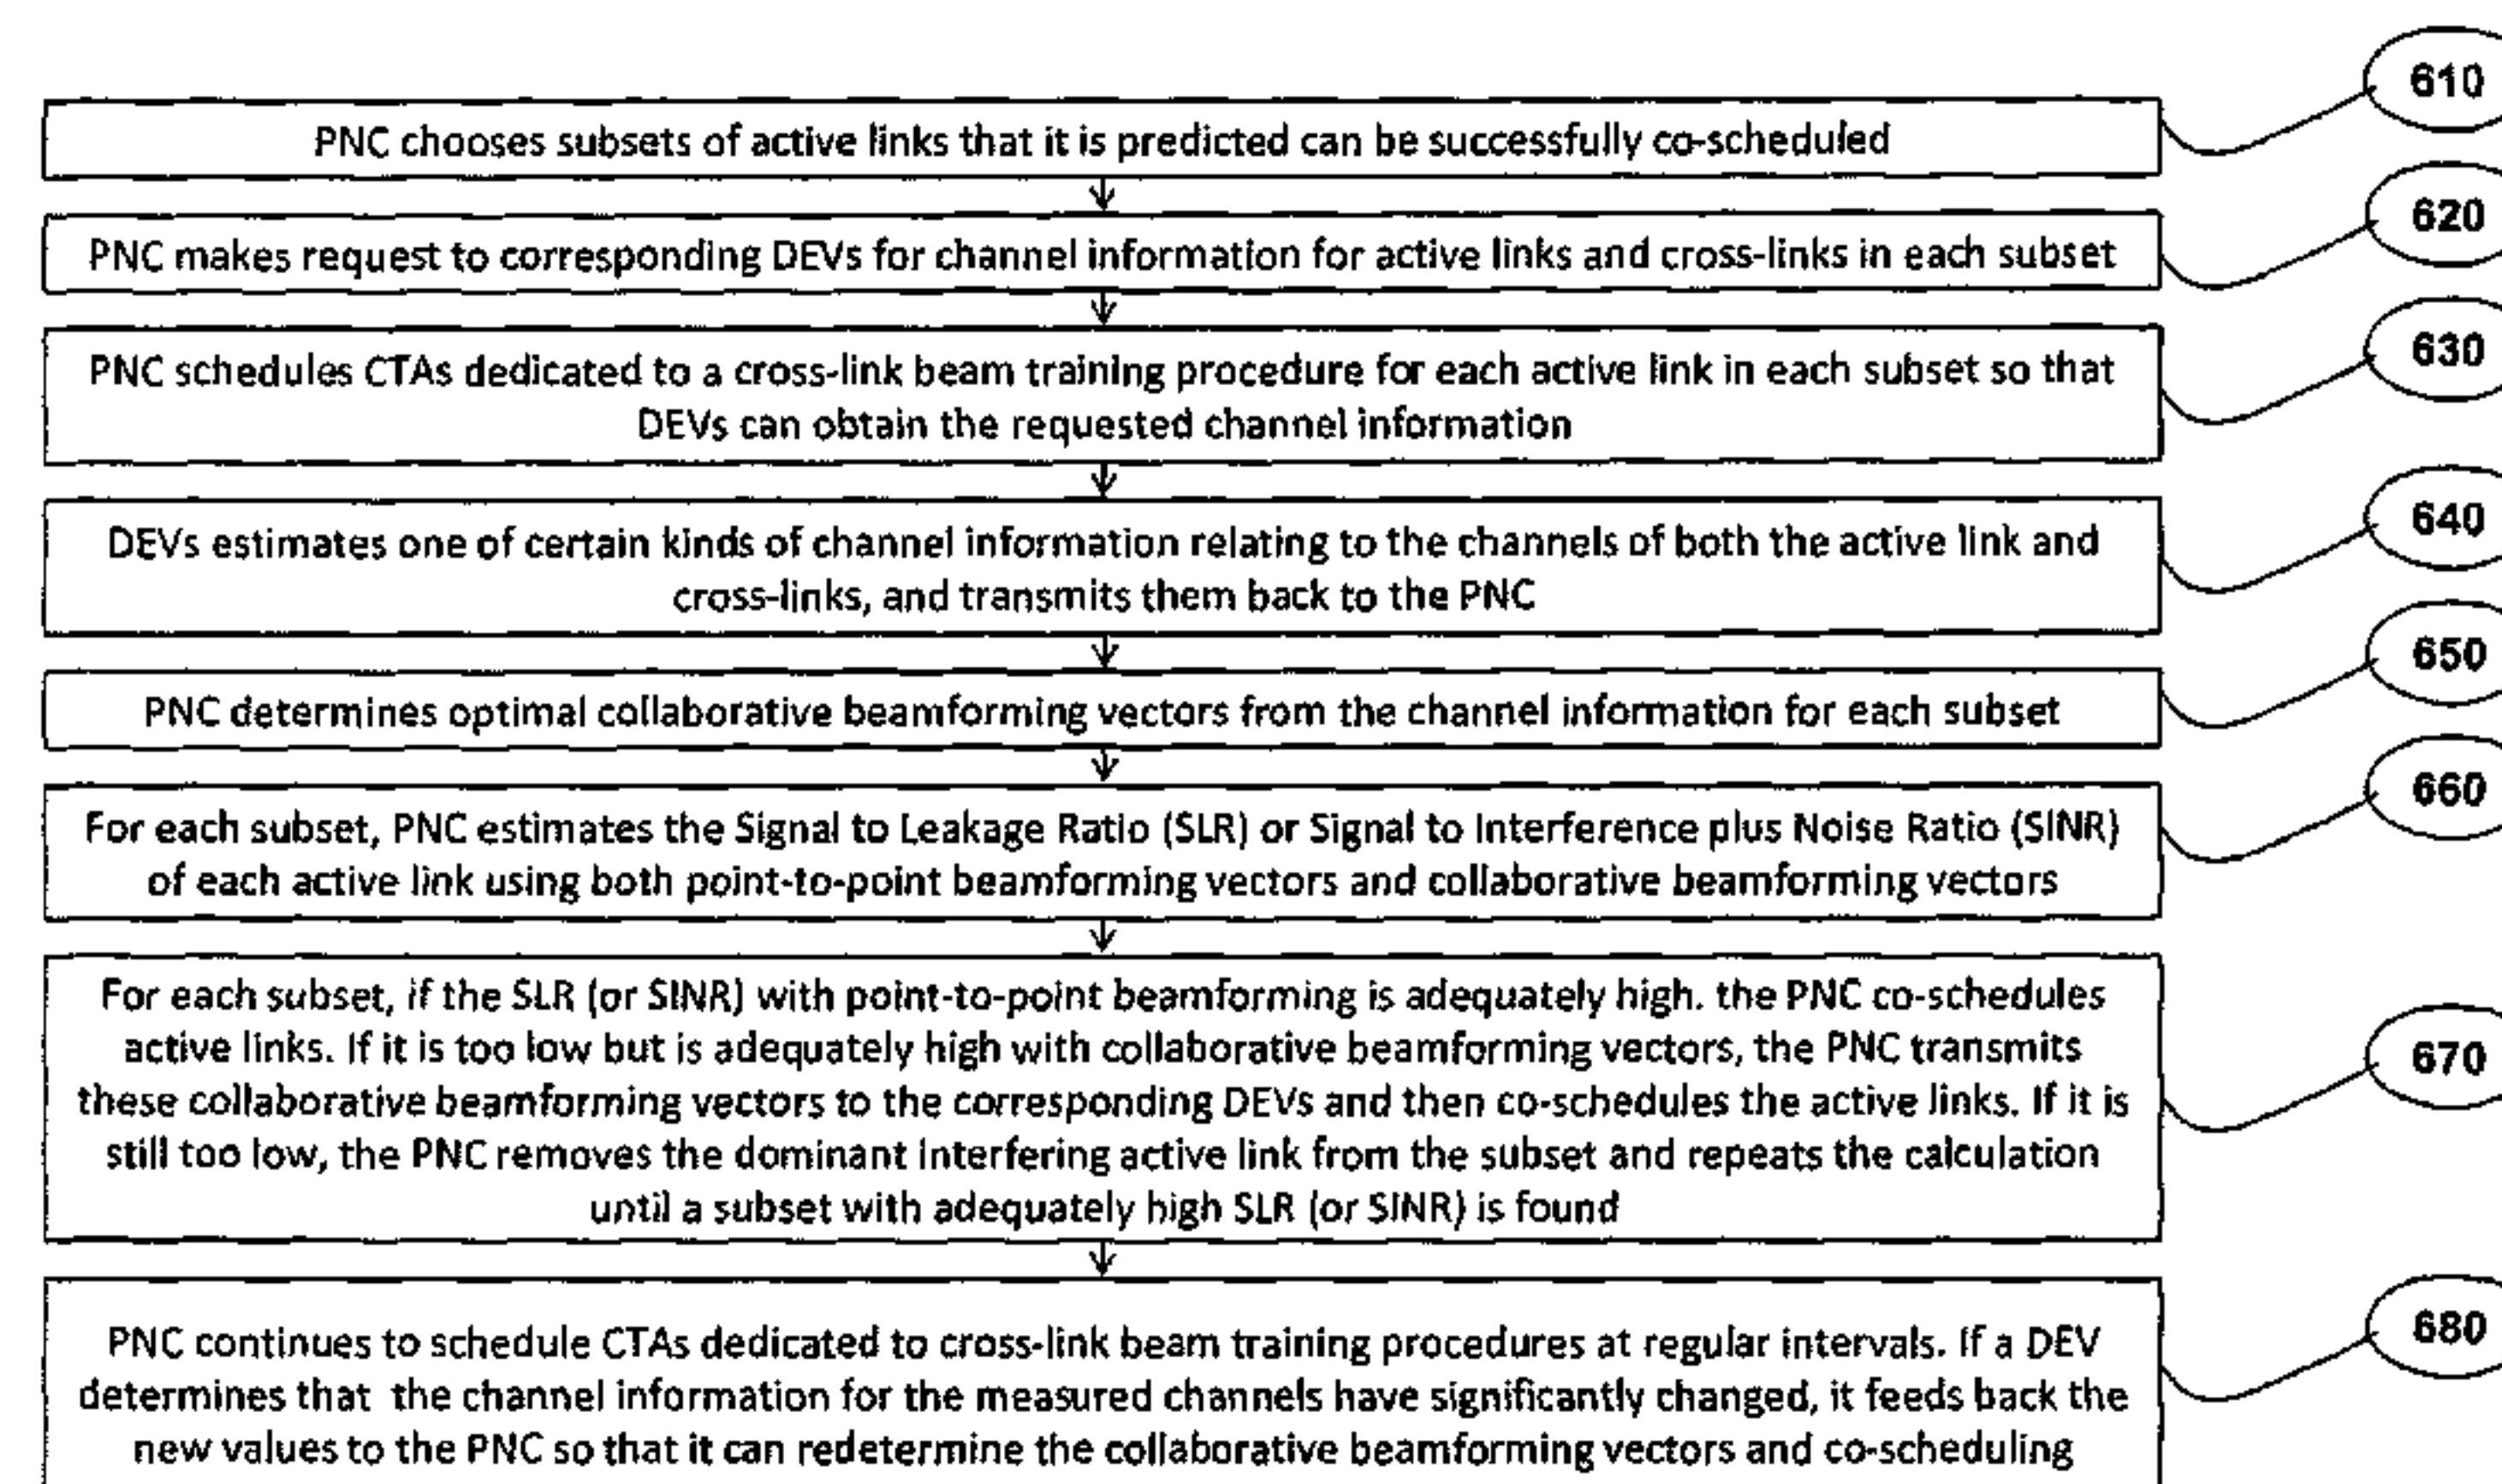 610
PNC chooses subsets of active links that it is predicted can be successfully co-scheduled
620
PNC makes request to corresponding DEVs for channel information for active links and cross-links in each subset
630
PNC schedules CTAs dedicated to a cross-link beam training procedure for each active link in each subset so that
DEVs can obtain the requested channel information
640
DEVs estimates one of certain kinds of channel information relating to the channels of both the active link and
cross-links, and transmits them back to the PNC
650
PNC determines optimal collaborative beamforming vectors from the channel information for each subset
660
For each subset, PNC estimates the Signal to Leakage Ratio (SLR) or Signal to Interference plus Noise Ratio (SINR)
of each active link using both point-to-point beamforming vectors and collaborative beamforming vectors
670
For each subset, if the SLR (or SINR) with point-to-point beamforming is adequately high. the PNC co-schedules
active links. If it is too low but is adequately high with collaborative beamforming vectors, the PNC transmits
these collaborative beamforming vectors to the corresponding DEVs and then co-schedules the active links. If it is
still too low, the PNC removes the dominant interfering active link from the subset and repeats the calculation
until a subset with adequately high SLR (or SINR) is found
680
PNC continues to schedule CTAs dedicated to cross-link beam training procedures at regular intervals. If a DEV
determines that the channel information for the measured channels have significantly changed, it feeds back the
new values to the PNC so that it can redetermine the collaborative beamforming vectors and co-scheduling